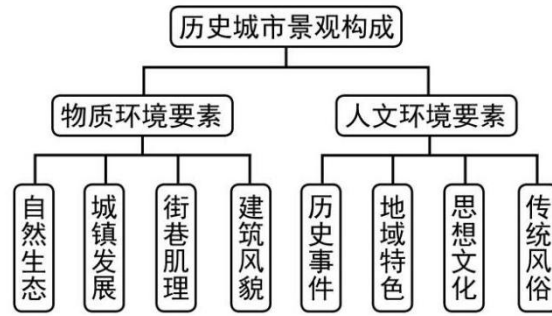 历史城市景观构成
物质环境要素
人文环境要素
自然生态
城镇发展
街巷肌理
建筑风貌
历史事件
地域特色
思想文化
传统风俗